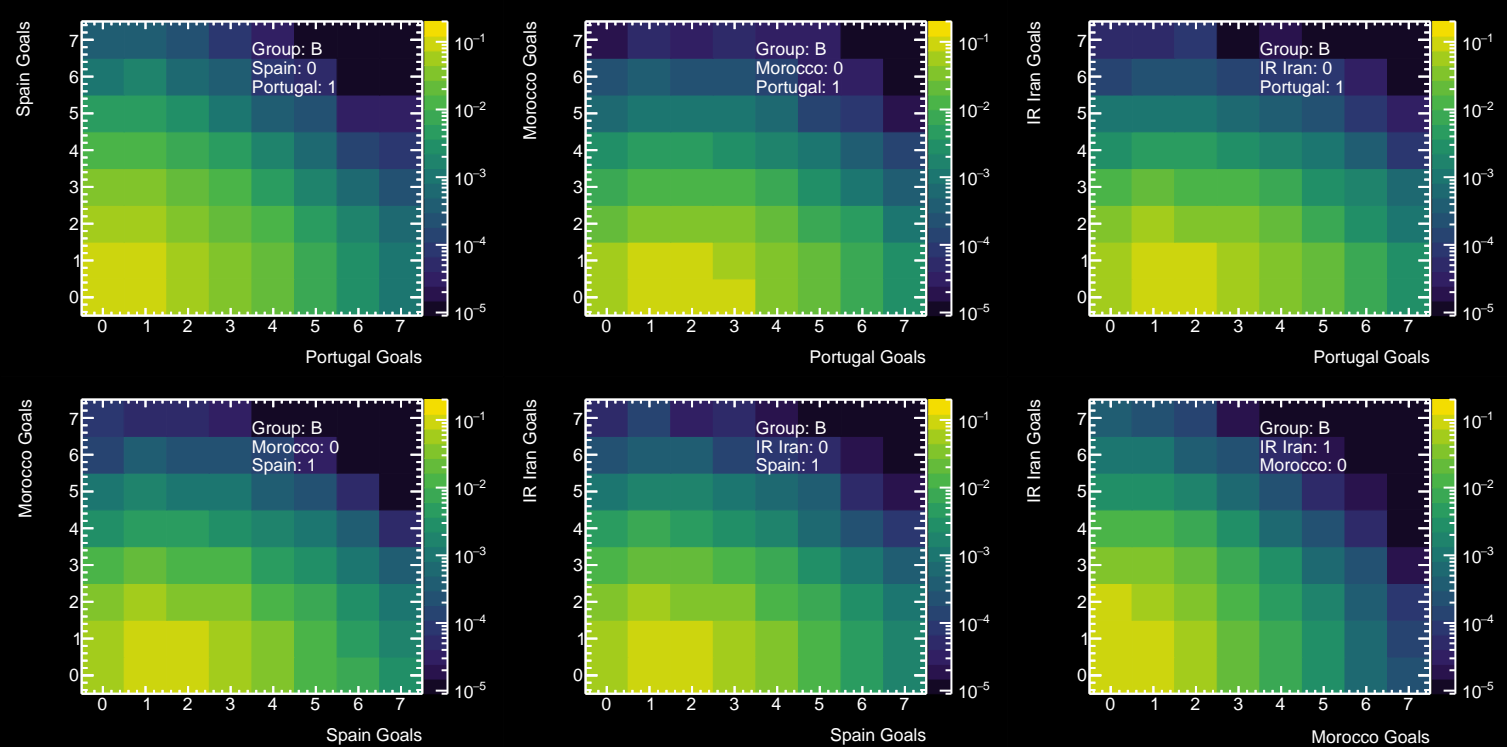 Spain Goals
7
6
5
4
3
2
1
0
Group: B
Spain: 0
Portugal: 1
10⁻¹
10⁻²
10⁻³
10⁻⁴
10⁻⁵
0 1 2 3 4 5 6 7
Portugal Goals
Morocco Goals
7
6
5
4
3
2
1
0
Group: B
Morocco: 0
Portugal: 1
10⁻¹
10⁻²
10⁻³
10⁻⁴
10⁻⁵
0 1 2 3 4 5 6 7
Portugal Goals
IR Iran Goals
7
6
5
4
3
2
1
0
Group: B
IR Iran: 0
Portugal: 1
10⁻¹
10⁻²
10⁻³
10⁻⁴
10⁻⁵
0 1 2 3 4 5 6 7
Portugal Goals
Morocco Goals
7
6
5
4
3
2
1
0
Group: B
Morocco: 0
Spain: 1
10⁻¹
10⁻²
10⁻³
10⁻⁴
10⁻⁵
0 1 2 3 4 5 6 7
Spain Goals
IR Iran Goals
7
6
5
4
3
2
1
0
Group: B
IR Iran: 0
Spain: 1
10⁻¹
10⁻²
10⁻³
10⁻⁴
10⁻⁵
0 1 2 3 4 5 6 7
Spain Goals
IR Iran Goals
7
6
5
4
3
2
1
0
Group: B
IR Iran: 1
Morocco: 0
10⁻¹
10⁻²
10⁻³
10⁻⁴
10⁻⁵
0 1 2 3 4 5 6 7
Morocco Goals